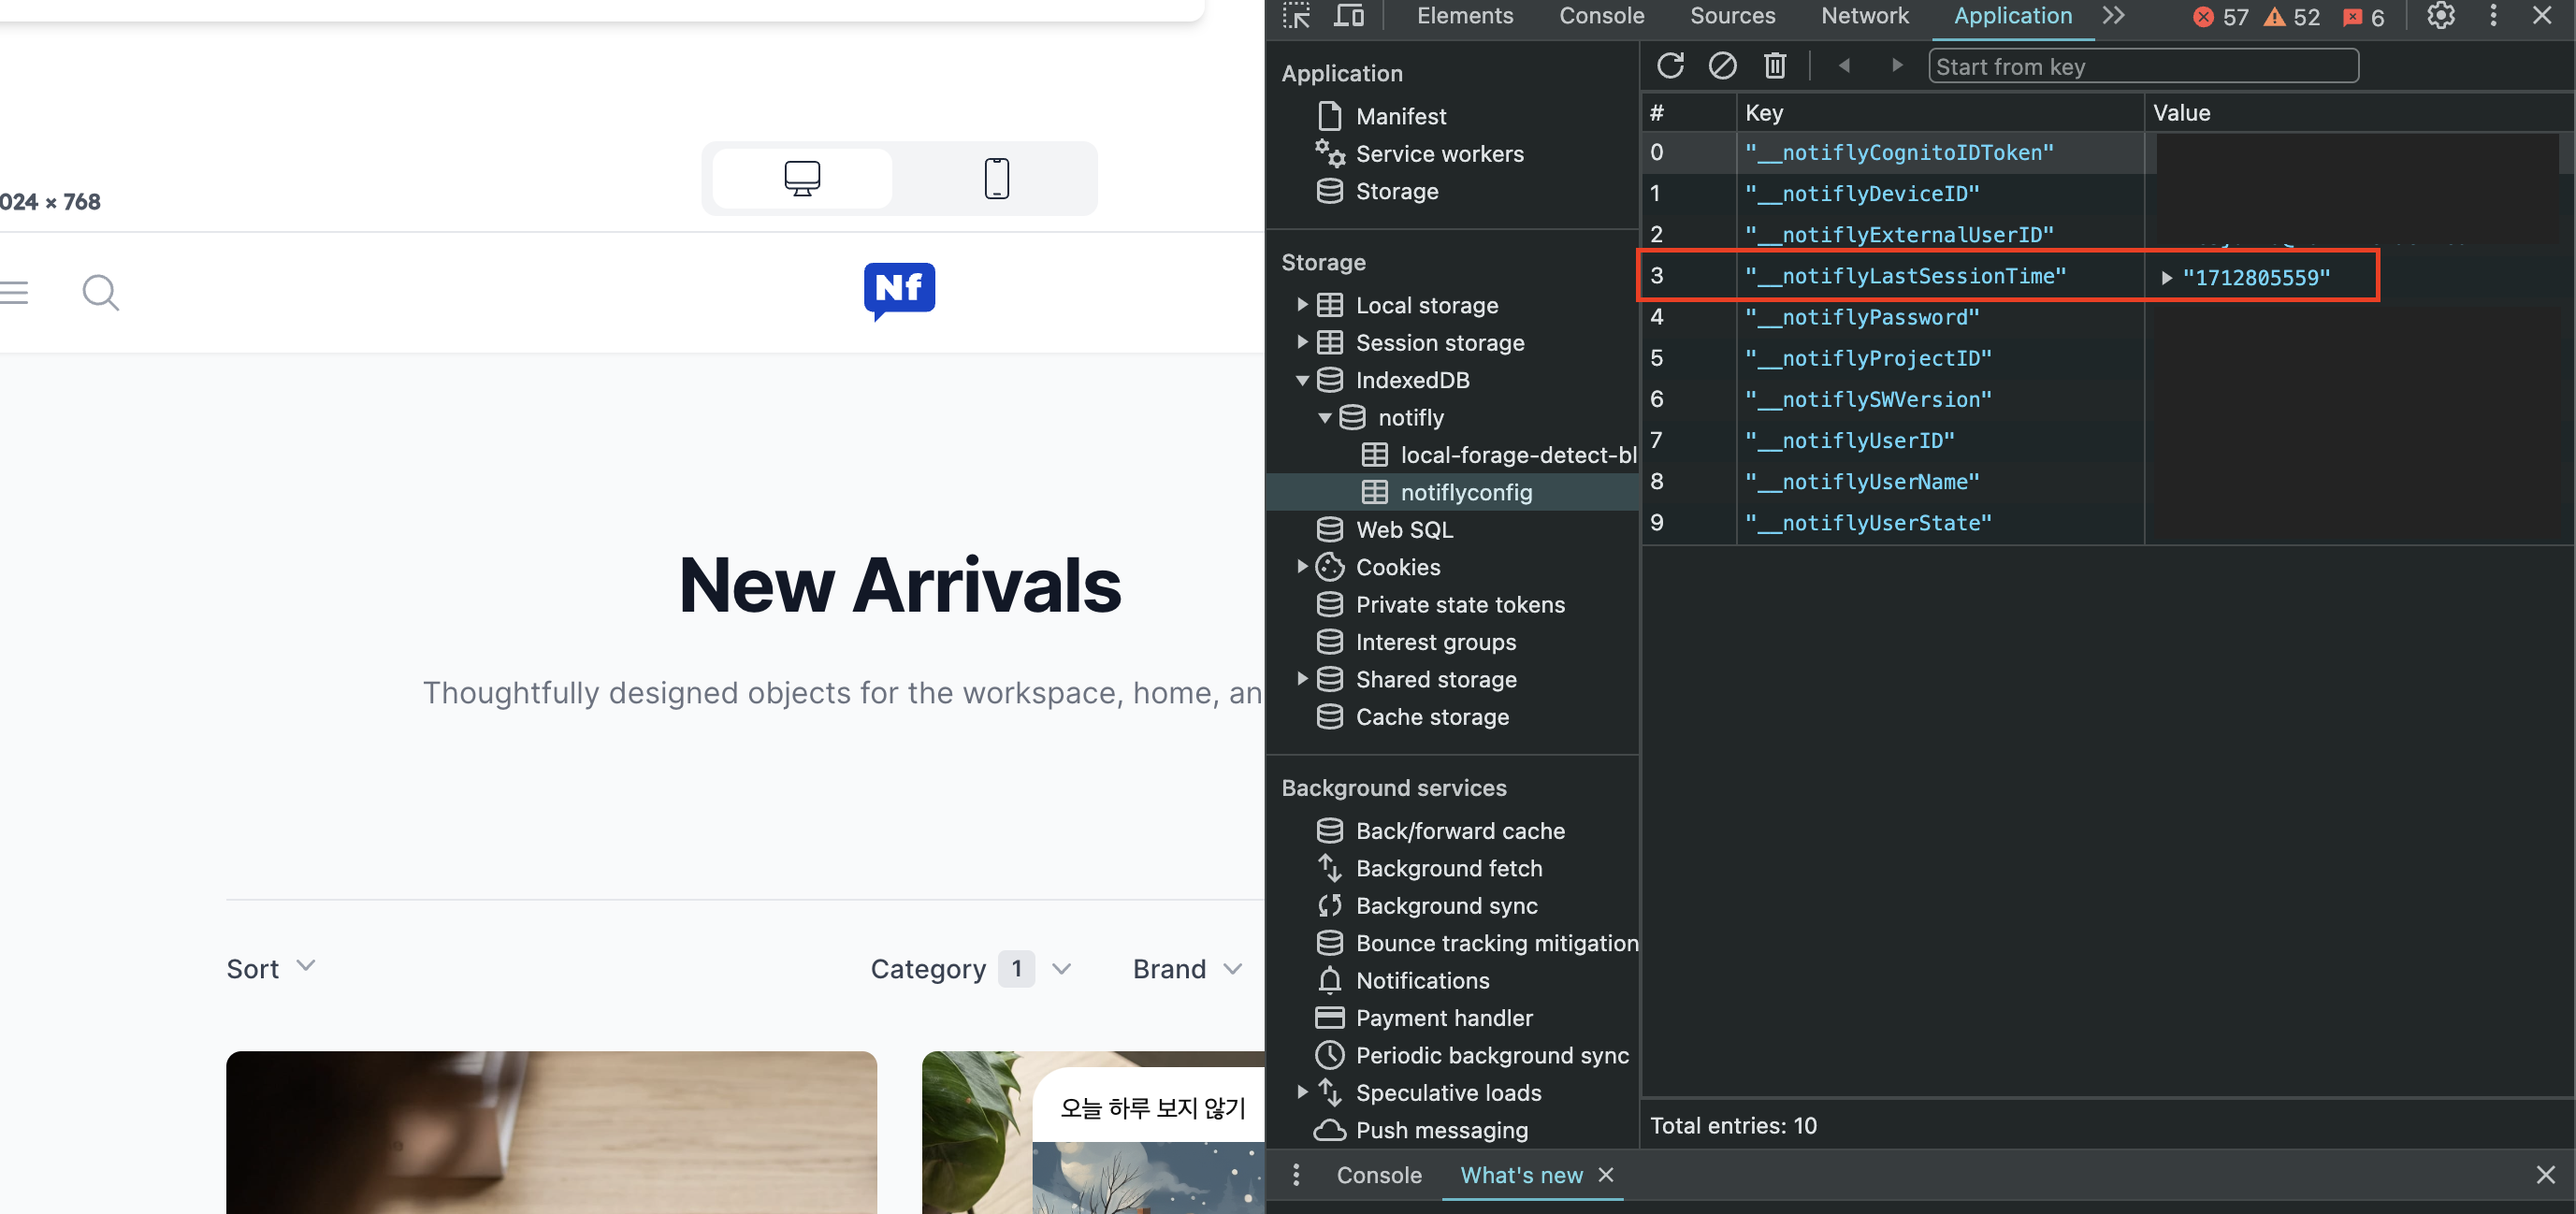 024 × 768
Nf
New Arrivals
Thoughtfully designed objects for the workspace, home, an
Sort
Category 1
Brand
오늘 하루 보지 않기
Elements Console Sources Network Application 57 52 6
Application
Manifest
Service workers
Storage
Storage
Local storage
Session storage
IndexedDB
notifly
local-forage-detect-bl
notiflyconfig
Web SQL
Cookies
Private state tokens
Interest groups
Shared storage
Cache storage
Background services
Back/forward cache
Background fetch
Background sync
Bounce tracking mitigation
Notifications
Payment handler
Periodic background sync
Speculative loads
Push messaging
Start from key
# Key Value
0 "__notiflyCognitoIDToken"
1 "__notiflyDeviceID"
2 "__notiflyExternalUserID"
3 "__notiflyLastSessionTime" "1712805559"
4 "__notiflyPassword"
5 "__notiflyProjectID"
6 "__notiflySWVersion"
7 "__notiflyUserID"
8 "__notiflyUserName"
9 "__notiflyUserState"
Total entries: 10
Console What's new